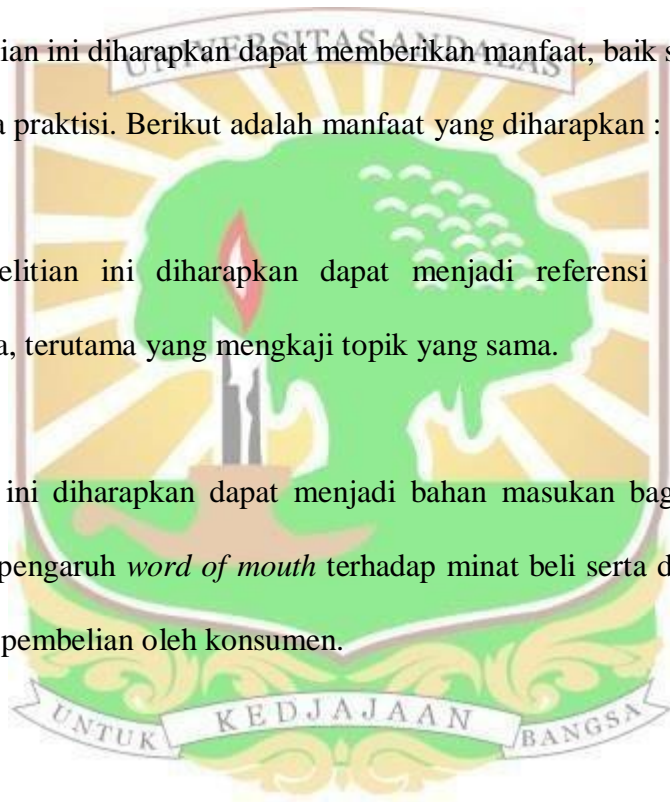 UNIVERSITAS ANDALAS
ian ini diharapkan dapat memberikan manfaat, baik s
a praktisi. Berikut adalah manfaat yang diharapkan :
elitian ini diharapkan dapat menjadi referensi
a, terutama yang mengkaji topik yang sama.
ini diharapkan dapat menjadi bahan masukan bag
pengaruh word of mouth terhadap minat beli serta d
pembelian oleh konsumen.
UNTUK KEDJAJAAN BANGSA